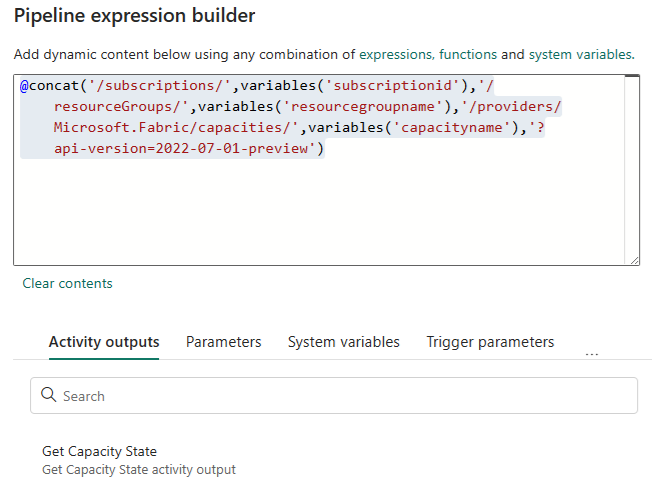 Pipeline expression builder
Add dynamic content below using any combination of expressions, functions and system variables.
@concat('/subscriptions/',variables('subscriptionid'),'/
resourceGroups/',variables('resourcegroupname'),'/providers/
Microsoft.Fabric/capacities/',variables('capacityname'),'?
api-version=2022-07-01-preview')
Clear contents
Activity outputs Parameters System variables Trigger parameters ...
Search
Get Capacity State
Get Capacity State activity output